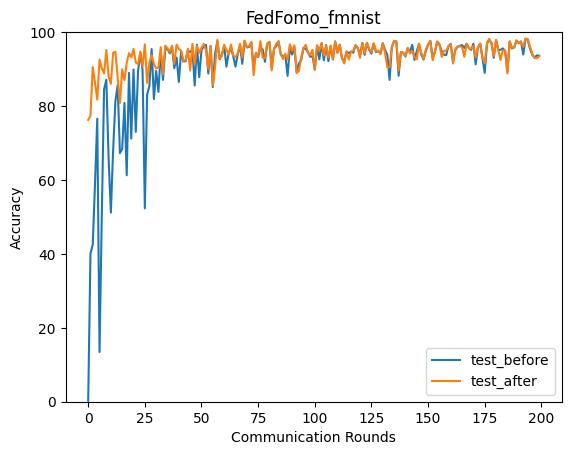 FedFomo_fmnist
100
80
60
40
20
0
Accuracy
0 25 50 75 100 125 150 175 200
Communication Rounds
test_before
test_after